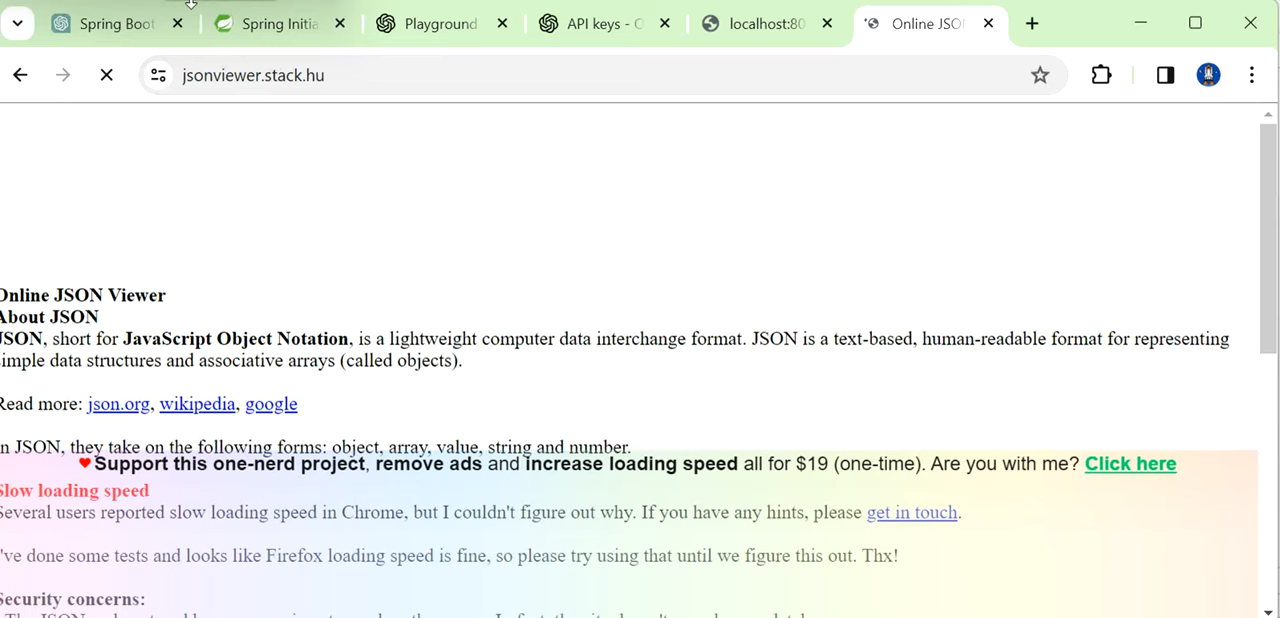 Spring Boot
Spring Initia
Playground
API keys - O
localhost:80
Online JSO
jsonviewer.stack.hu
Online JSON Viewer
About JSON
JSON, short for JavaScript Object Notation, is a lightweight computer data interchange format. JSON is a text-based, human-readable format for representing
simple data structures and associative arrays (called objects).
Read more: json.org, wikipedia, google
In JSON, they take on the following forms: object, array, value, string and number.
Support this one-nerd project, remove ads and increase loading speed all for $19 (one-time). Are you with me? Click here
Slow loading speed
Several users reported slow loading speed in Chrome, but I couldn't figure out why. If you have any hints, please get in touch.
I've done some tests and looks like Firefox loading speed is fine, so please try using that until we figure this out. Thx!
Security concerns: